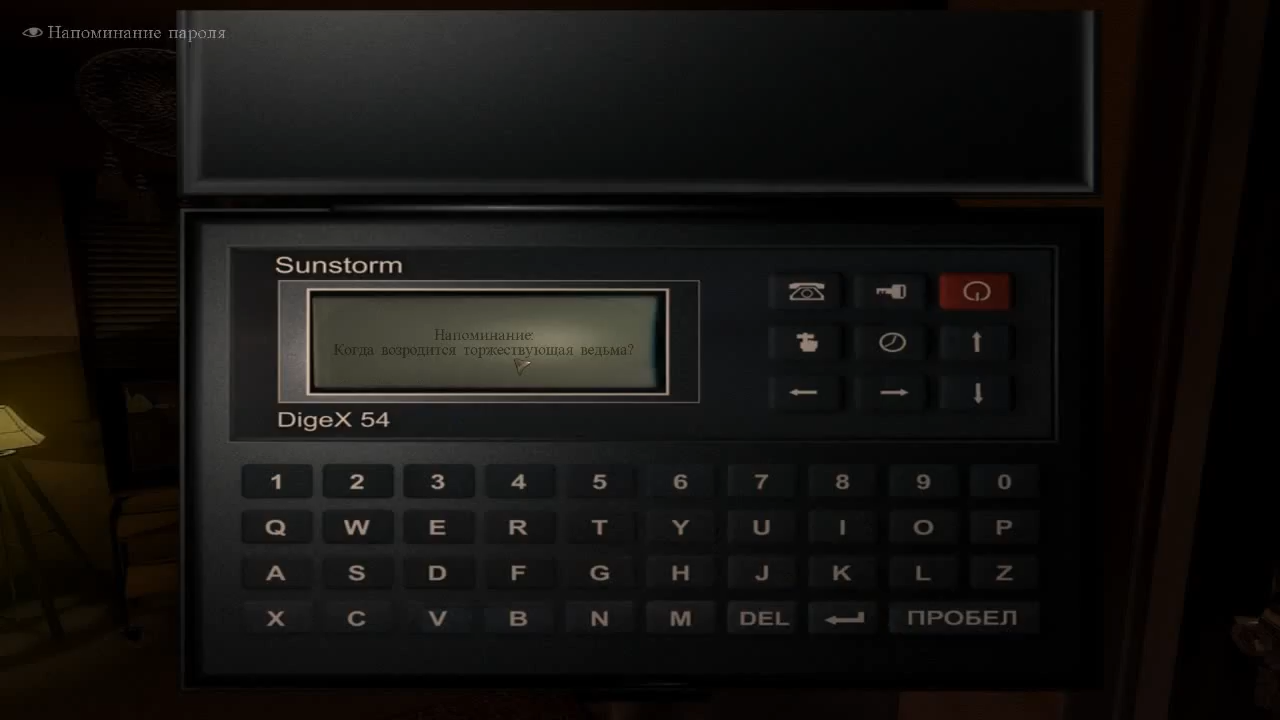 Напоминание пароля
Sunstorm
Напоминание:
Когда возродится торжествующая ведьма?
DigeX 54
1 2 3 4 5 6 7 8 9 0
Q W E R T Y U I O P
A S D F G H J K L Z
X C V B N M DEL ПРОБЕЛ